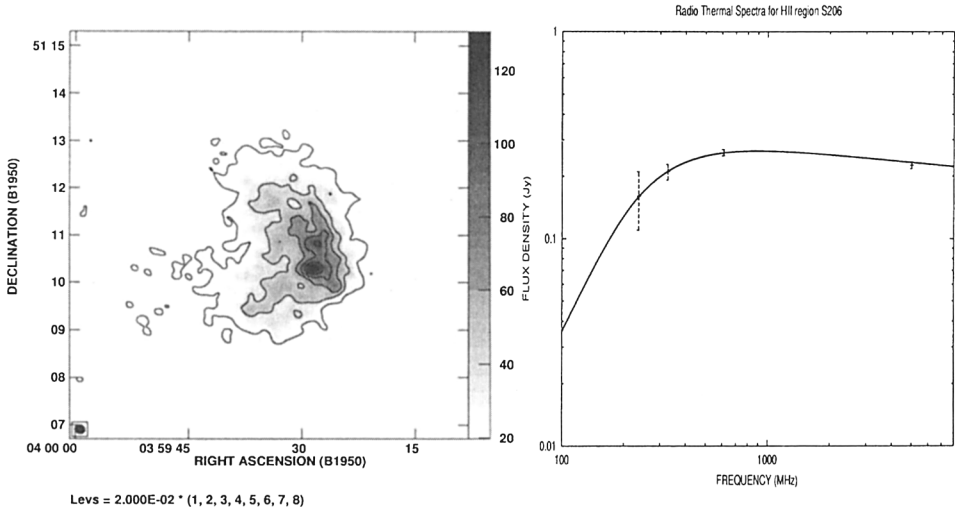 Radio Thermal Spectra for HII region S206
51 15
14
13
12
11
10
09
08
07
DECLINATION (B1950)
04 00 00
03 59 45
30
15
RIGHT ASCENSION (B1950)
120
100
80
60
40
20
1
0.1
0.01
FLUX DENSITY (Jy)
100
1000
FREQUENCY (MHz)
Levs = 2.000E-02 * (1, 2, 3, 4, 5, 6, 7, 8)